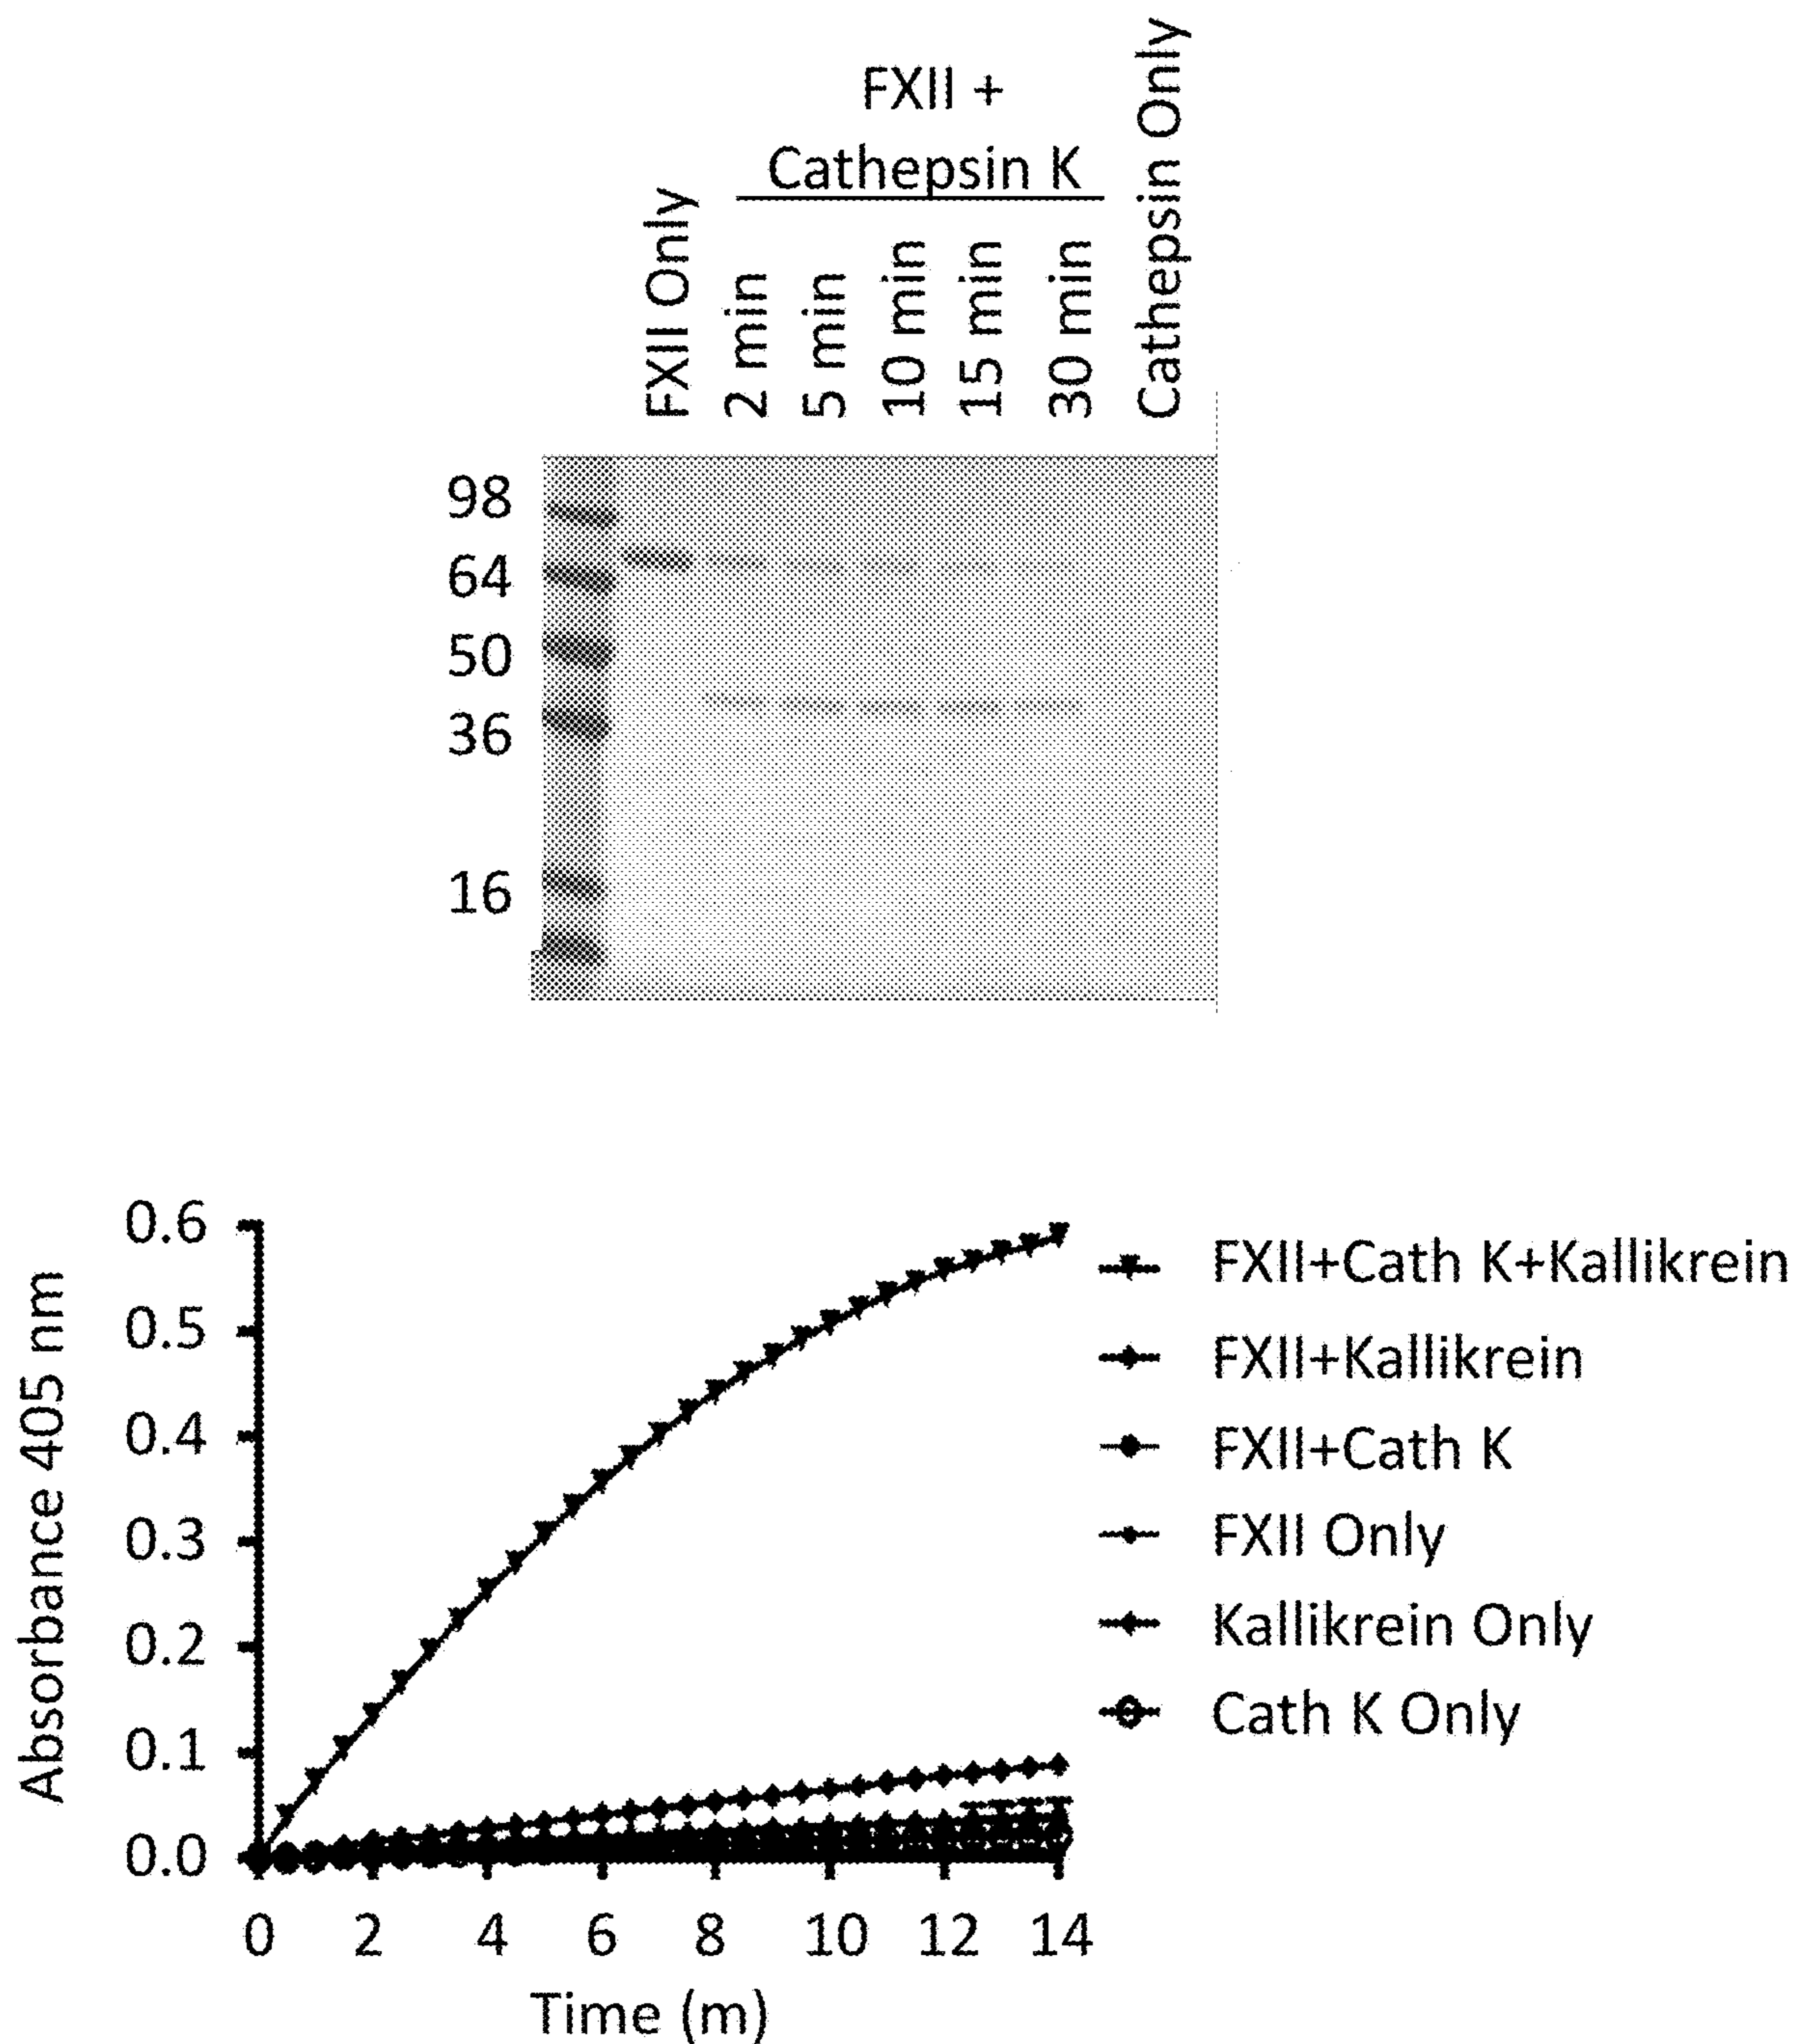 FXII +
Cathepsin K
FXII Only
2 min
5 min
10 min
15 min
30 min
Cathepsin Only
98
64
50
36
16
0.6
0.5
0.4
0.3
0.2
0.1
0.0
Absorbance 405 nm
0 2 4 6 8 10 12 14
Time (m)
FXII+Cath K+Kallikrein
FXII+Kallikrein
FXII+Cath K
FXII Only
Kallikrein Only
Cath K Only